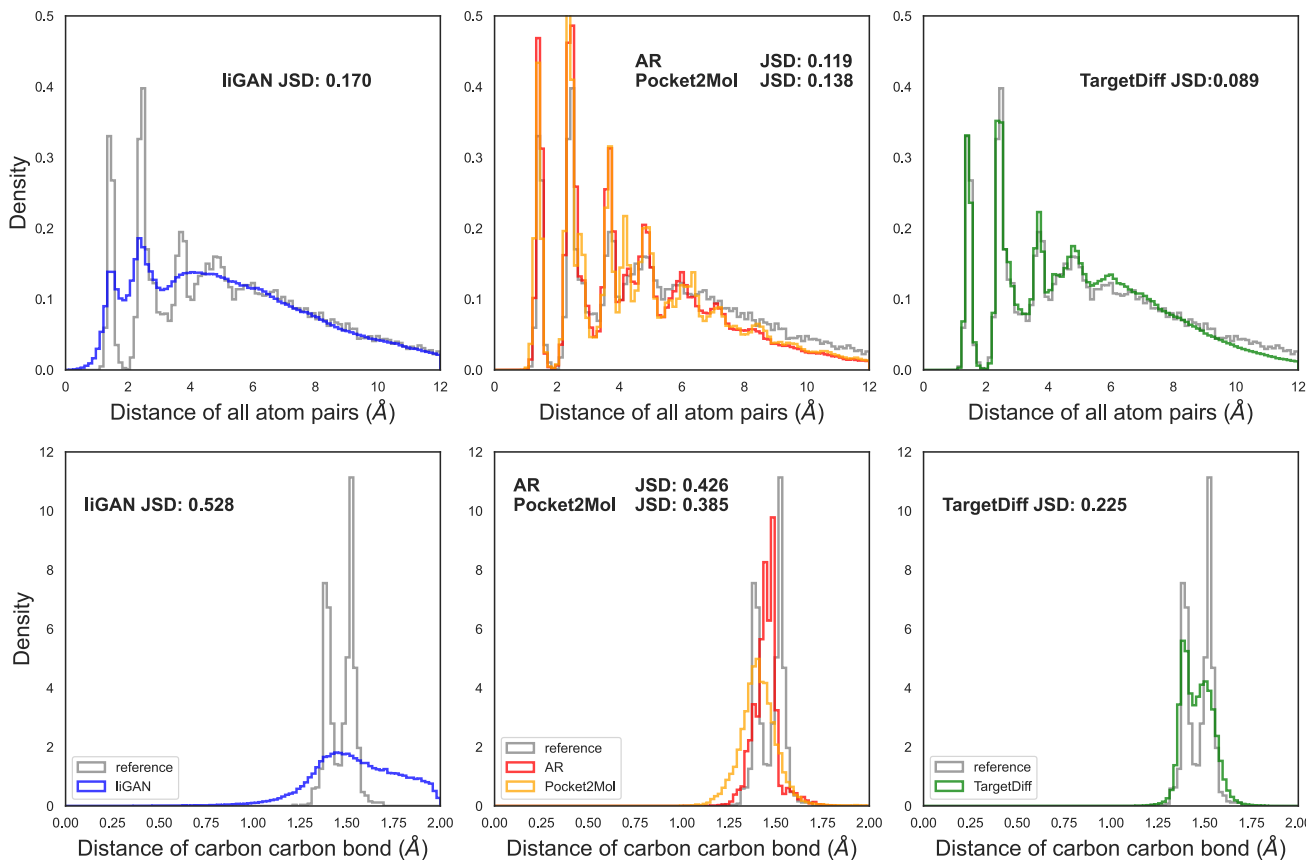 0.5
0.4
0.3
0.2
0.1
0.0
Density
liGAN JSD: 0.170
0 2 4 6 8 10 12
Distance of all atom pairs (Å)
0.5
0.4
0.3
0.2
0.1
0.0
AR JSD: 0.119
Pocket2Mol JSD: 0.138
0 2 4 6 8 10 12
Distance of all atom pairs (Å)
0.5
0.4
0.3
0.2
0.1
0.0
TargetDiff JSD:0.089
0 2 4 6 8 10 12
Distance of all atom pairs (Å)
12
10
8
6
4
2
0
Density
liGAN JSD: 0.528
reference
liGAN
0.00 0.25 0.50 0.75 1.00 1.25 1.50 1.75 2.00
Distance of carbon carbon bond (Å)
12
10
8
6
4
2
0
AR JSD: 0.426
Pocket2Mol JSD: 0.385
reference
AR
Pocket2Mol
0.00 0.25 0.50 0.75 1.00 1.25 1.50 1.75 2.00
Distance of carbon carbon bond (Å)
12
10
8
6
4
2
0
TargetDiff JSD: 0.225
reference
TargetDiff
0.00 0.25 0.50 0.75 1.00 1.25 1.50 1.75 2.00
Distance of carbon carbon bond (Å)